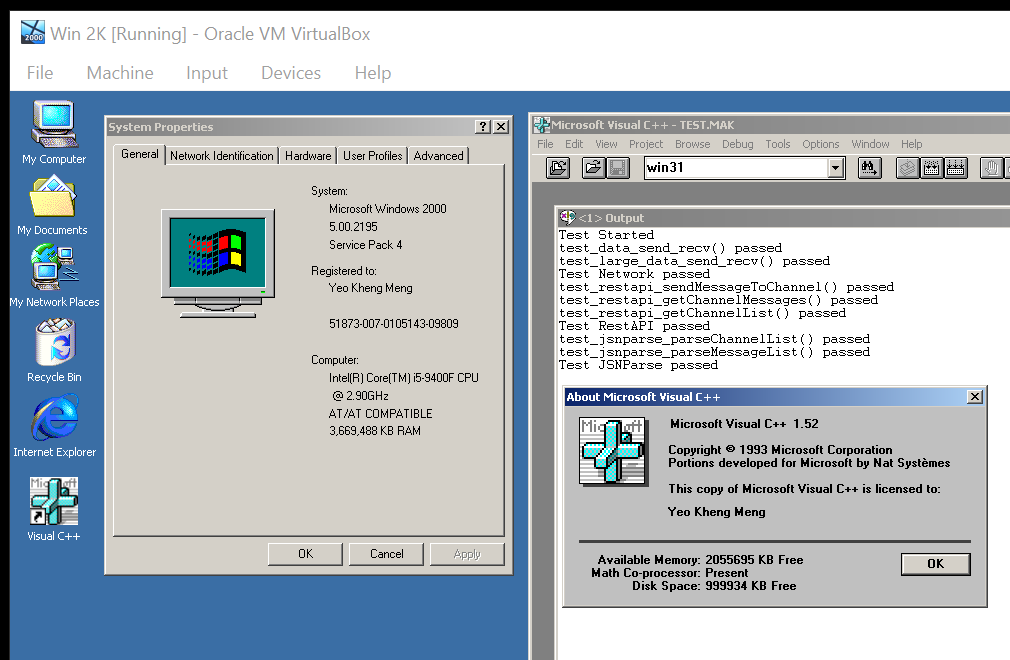 Win 2K [Running] - Oracle VM VirtualBox
File Machine Input Devices Help
My Computer
My Documents
My Network Places
Recycle Bin
Internet Explorer
Visual C++
System Properties
General Network Identification Hardware User Profiles Advanced
System:
Microsoft Windows 2000
5.00.2195
Service Pack 4
Registered to:
Yeo Kheng Meng
51873-007-0105143-09809
Computer:
Intel(R) Core(TM) i5-9400F CPU
@ 2.90GHz
AT/AT COMPATIBLE
3,669,488 KB RAM
OK Cancel Apply
Microsoft Visual C++ - TEST.MAK
File Edit View Project Browse Debug Tools Options Window Help
win31
<1> Output
Test Started
test_data_send_recv() passed
test_large_data_send_recv() passed
Test Network passed
test_restapi_sendMessageToChannel() passed
test_restapi_getChannelMessages() passed
test_restapi_getChannelList() passed
Test RestAPI passed
test_jsnparse_parseChannelList() passed
test_jsnparse_parseMessageList() passed
Test JSNParse passed
About Microsoft Visual C++
Microsoft Visual C++ 1.52
Copyright © 1993 Microsoft Corporation
Portions developed for Microsoft by Nat Systèmes
This copy of Microsoft Visual C++ is licensed to:
Yeo Kheng Meng
Available Memory: 2055695 KB Free
Math Co-processor: Present
Disk Space: 999934 KB Free
OK